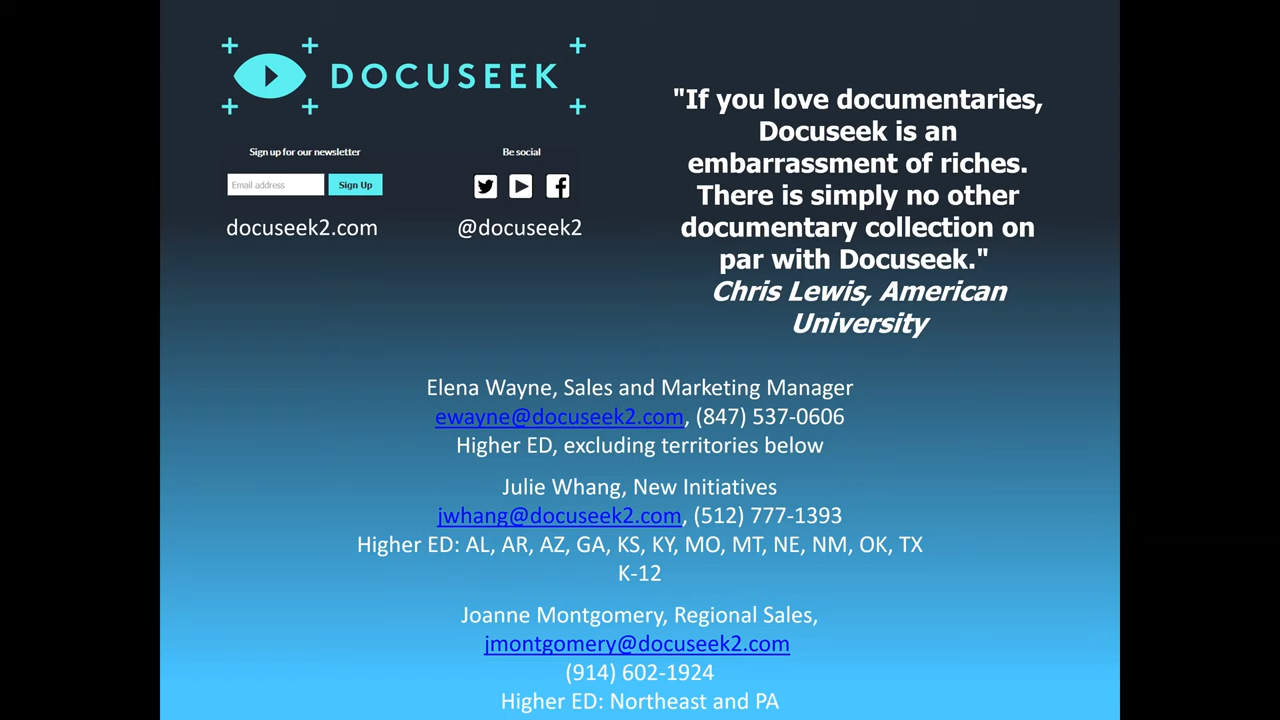 DOCUSEEK
Sign up for our newsletter
Be social
Email address
Sign Up
docuseek2.com
@docuseek2
"If you love documentaries,
Docuseek is an
embarrassment of riches.
There is simply no other
documentary collection on
par with Docuseek."
Chris Lewis, American
University
Elena Wayne, Sales and Marketing Manager
ewayne@docuseek2.com, (847) 537-0606
Higher ED, excluding territories below
Julie Whang, New Initiatives
jwhang@docuseek2.com, (512) 777-1393
Higher ED: AL, AR, AZ, GA, KS, KY, MO, MT, NE, NM, OK, TX
K-12
Joanne Montgomery, Regional Sales,
jmontgomery@docuseek2.com
(914) 602-1924
Higher ED: Northeast and PA